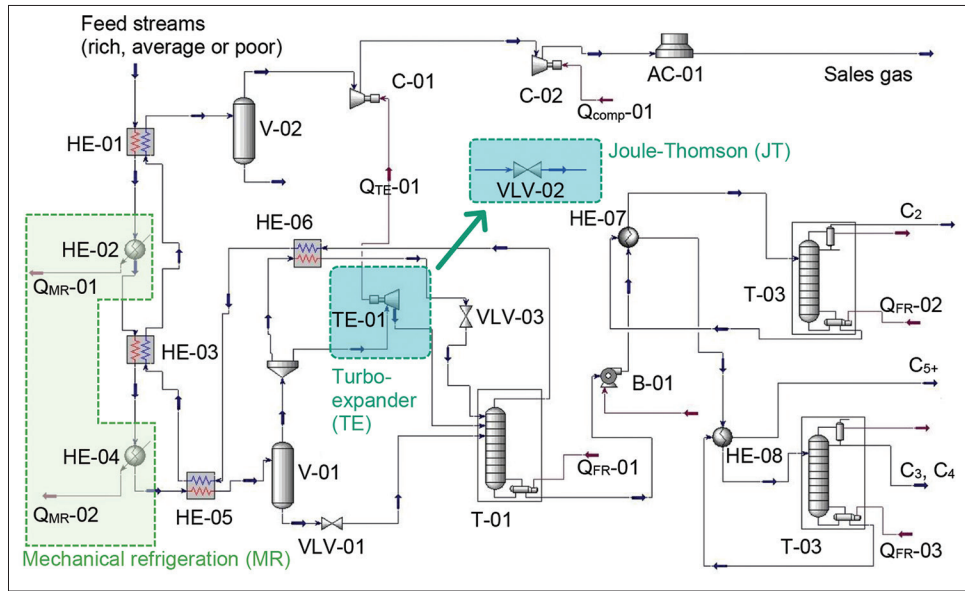 Feed streams
(rich, average or poor)
C-01
C-02
AC-01
Sales gas
HE-01
V-02
Qcomp-01
Joule-Thomson (JT)
QTE-01
VLV-02
HE-06
HE-07
C2
HE-02
QMR-01
TE-01
VLV-03
T-03
QFR-02
HE-03
Turbo-
expander
(TE)
B-01
C5+
HE-04
V-01
QFR-01
HE-08
C3, C4
QMR-02
HE-05
VLV-01
T-01
T-03
QFR-03
Mechanical refrigeration (MR)